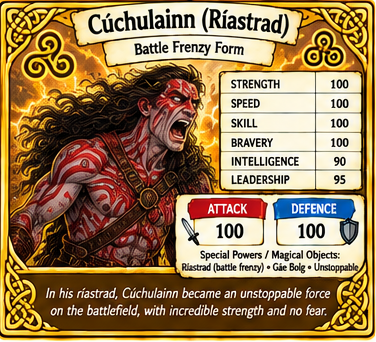 Cúchulainn (Ríastrad)
Battle Frenzy Form
STRENGTH 100
SPEED 100
SKILL 100
BRAVERY 100
INTELLIGENCE 90
LEADERSHIP 95
ATTACK DEFENCE
100 100
Special Powers / Magical Objects:
Ríastrad (battle frenzy) • Gáe Bolg • Unstoppable
In his ríastrad, Cúchulainn became an unstoppable force
on the battlefield, with incredible strength and no fear.